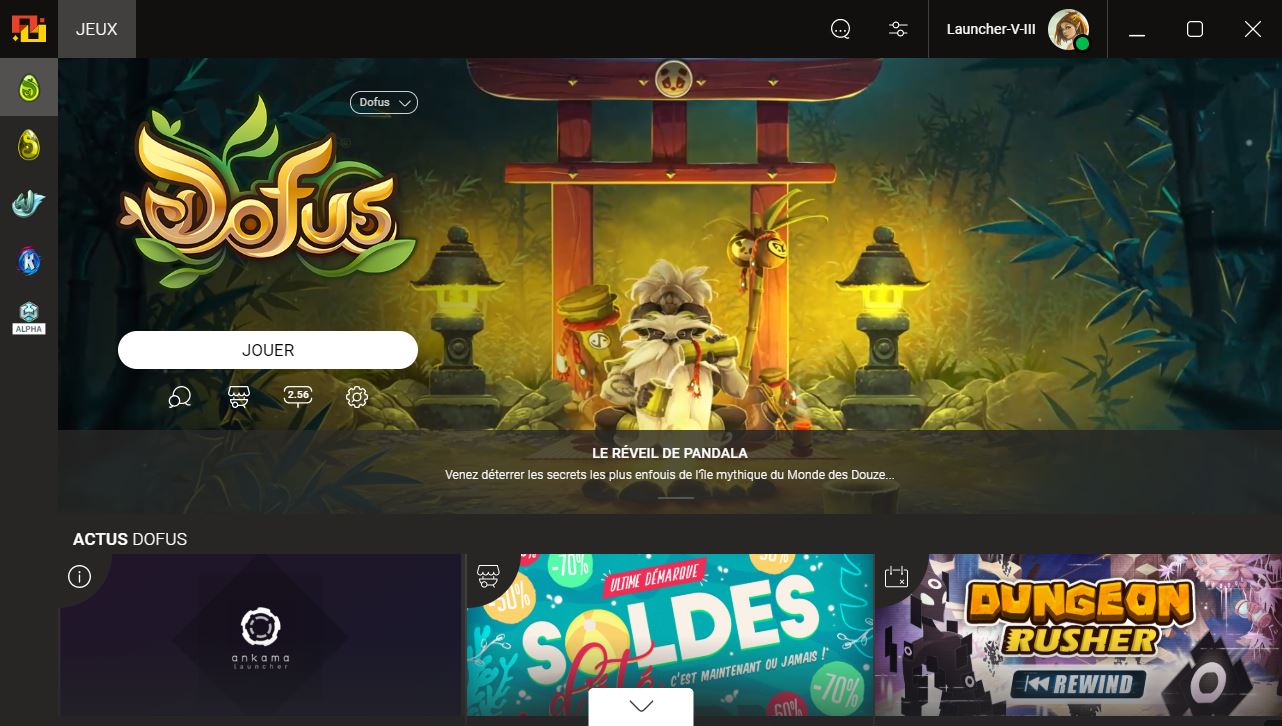 JEUX
Launcher-V-III
Dofus
DOFUS
K
ALPHA
JOUER
2.56
LE RÉVEIL DE PANDALA
Venez déterrer les secrets les plus enfouis de l'île mythique du Monde des Douze...
ACTUS DOFUS
ankama
launcher
-70%
-50%
50%
ULTIME DÉMARQUE
SOLDES
d'Été
C'EST MAINTENANT OU JAMAIS !
-70%
60%
DUNGEON
RUSHER
REWIND